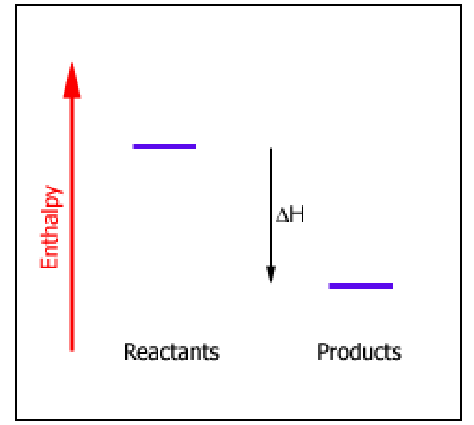 Enthalpy
ΔH
Reactants
Products